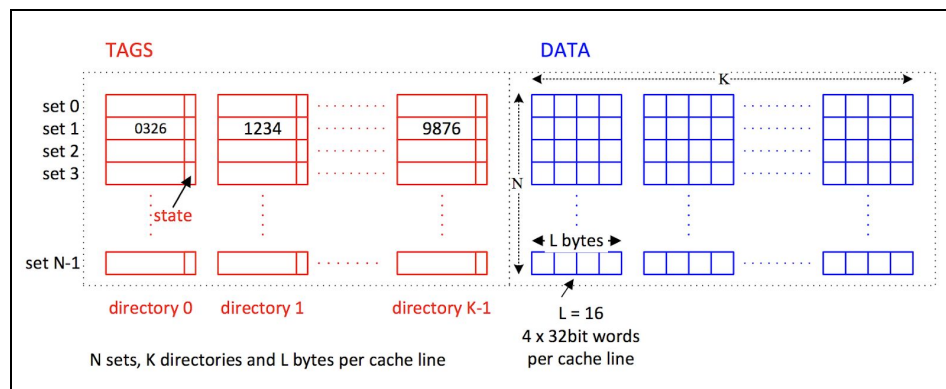 TAGS
DATA
K
set 0
set 1
0326
1234
9876
set 2
set 3
N
state
L bytes
set N-1
directory 0
directory 1
directory K-1
L = 16
4 x 32bit words
per cache line
N sets, K directories and L bytes per cache line